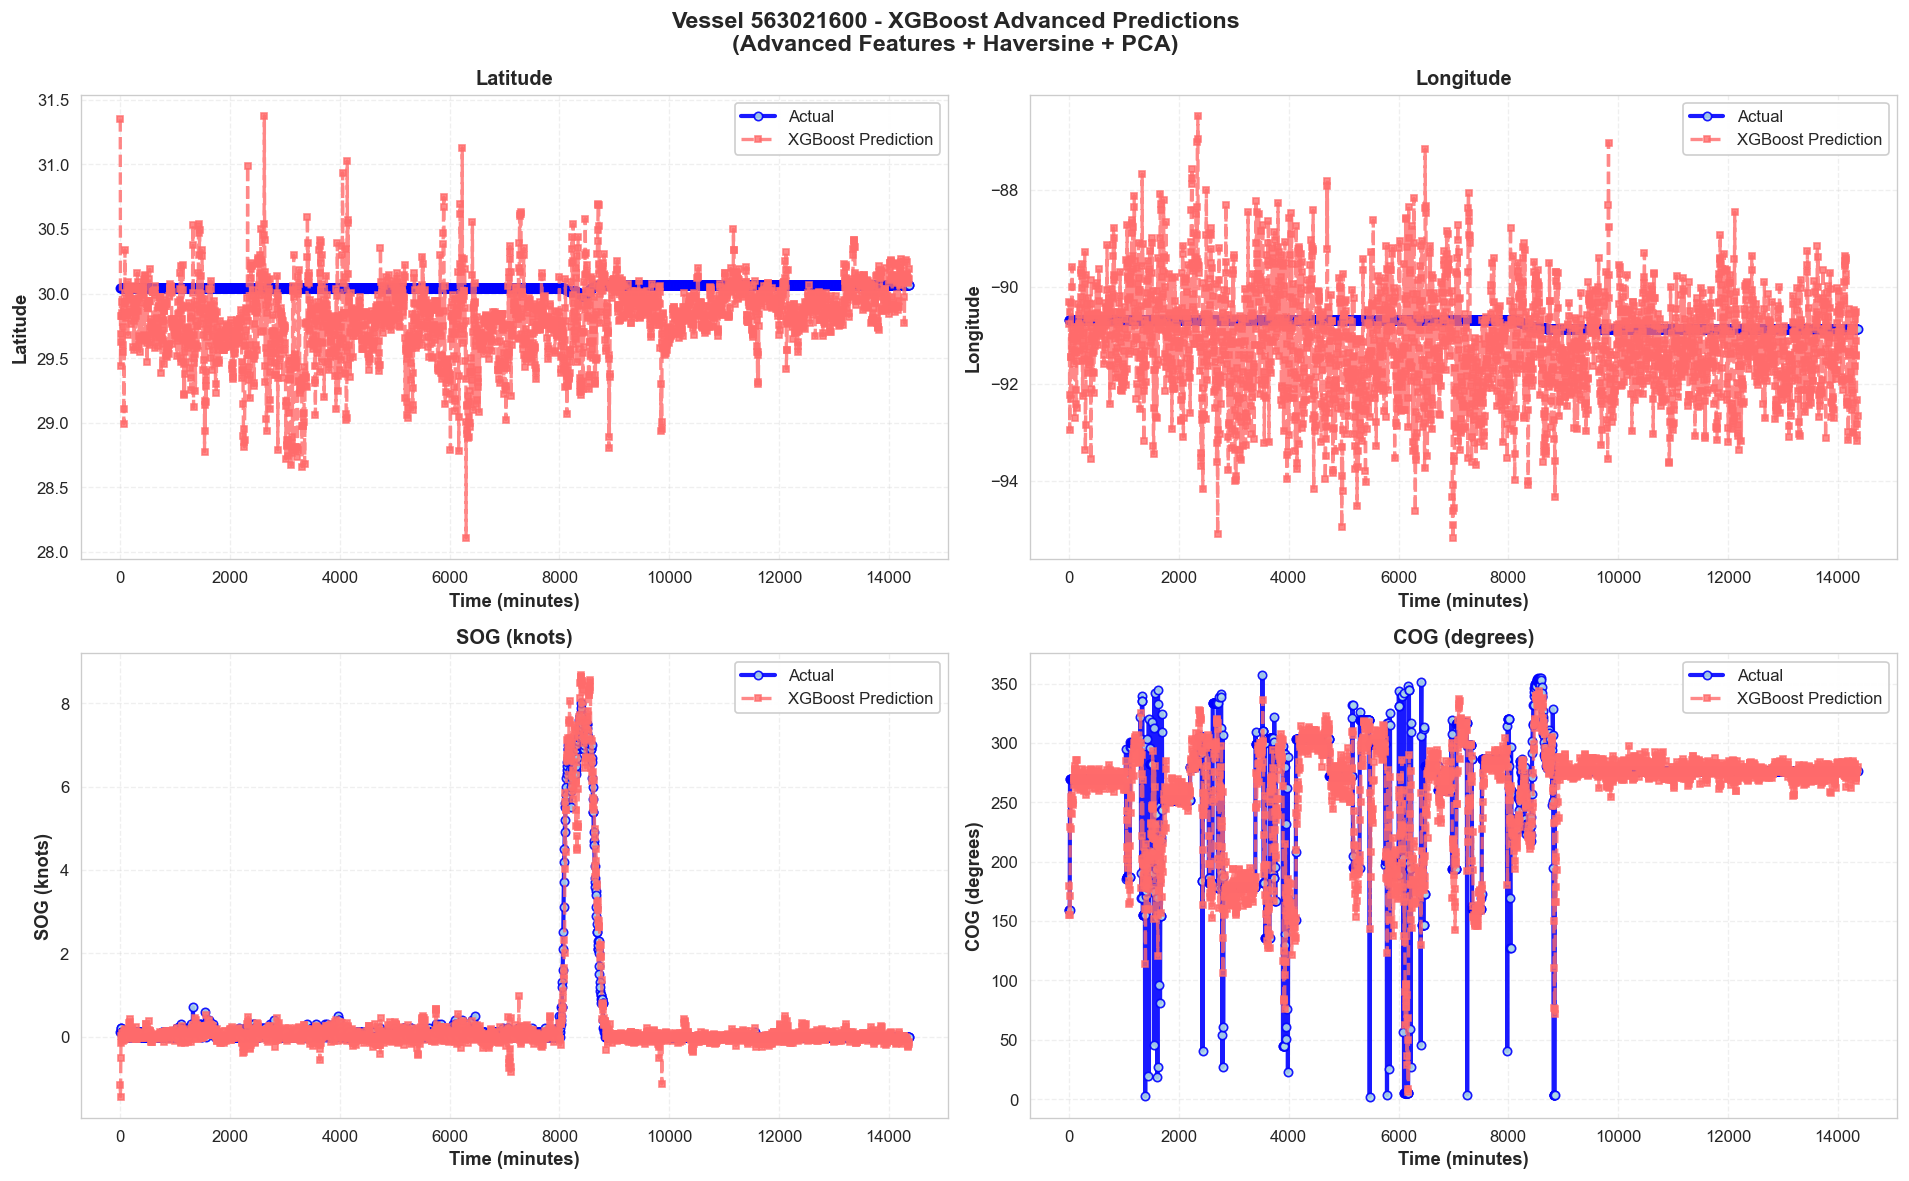 Vessel 563021600 - XGBoost Advanced Predictions
(Advanced Features + Haversine + PCA)
Latitude
31.5
31.0
30.5
30.0
29.5
29.0
28.5
28.0
Latitude
Actual
XGBoost Prediction
0 2000 4000 6000 8000 10000 12000 14000
Time (minutes)
Longitude
−88
−90
−92
−94
Longitude
Actual
XGBoost Prediction
0 2000 4000 6000 8000 10000 12000 14000
Time (minutes)
SOG (knots)
8
6
4
2
0
SOG (knots)
Actual
XGBoost Prediction
0 2000 4000 6000 8000 10000 12000 14000
Time (minutes)
COG (degrees)
350
300
250
200
150
100
50
0
COG (degrees)
Actual
XGBoost Prediction
0 2000 4000 6000 8000 10000 12000 14000
Time (minutes)